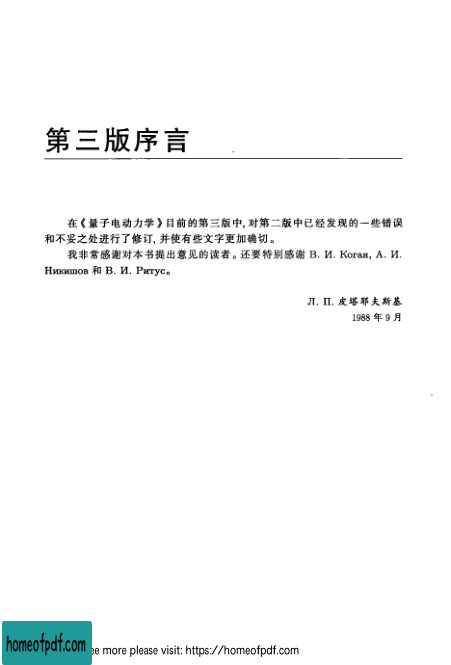 第三版序言
在《量子电动力学》目前的第三版中, 对第二版中已经发现的一些错误
和不妥之处进行了修订, 并使有些文字更加确切。
我非常感谢对本书提出意见的读者。还要特别感谢 В. И. Коган, А. И.
Никишов 和 В. И. Ритус。
Л. П. 皮塔耶夫斯基
1988 年 9 月
homeofpdf.com
ee more please visit: https://homeofpdf.com